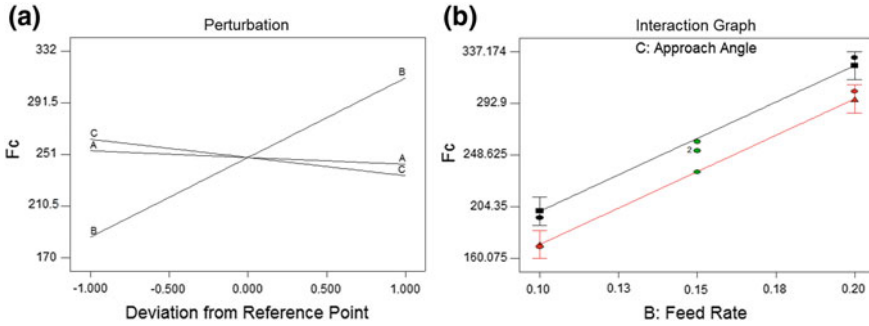 (a)
Perturbation
332
291.5
251
210.5
170
Fc
C
A
B
B
A
C
-1.000 -0.500 0.000 0.500 1.000
Deviation from Reference Point
(b)
Interaction Graph
C: Approach Angle
337.174
292.9
248.625
204.35
160.075
Fc
2
0.10 0.13 0.15 0.18 0.20
B: Feed Rate